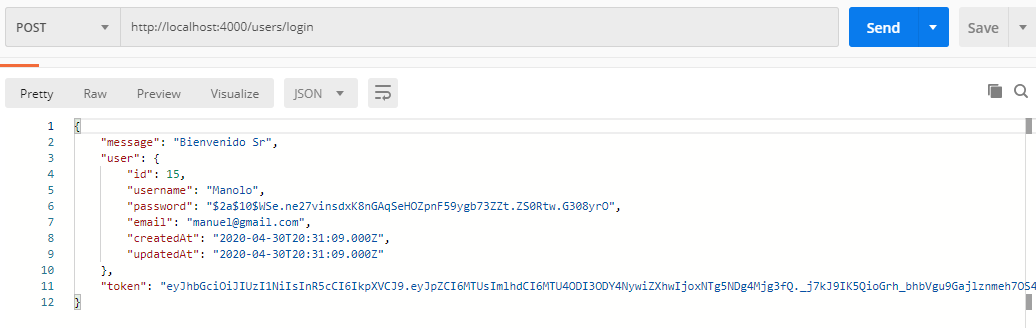 POST http://localhost:4000/users/login Send Save
Pretty Raw Preview Visualize JSON
1 {
2 "message": "Bienvenido Sr",
3 "user": {
4 "id": 15,
5 "username": "Manolo",
6 "password": "$2a$10$WSe.ne27vinsdxK8nGAqSeHOZpnF59ygb73ZZt.ZS0Rtw.G308yrO",
7 "email": "manuel@gmail.com",
8 "createdAt": "2020-04-30T20:31:09.000Z",
9 "updatedAt": "2020-04-30T20:31:09.000Z"
10 },
11 "token": "eyJhbGciOiJIUzI1NiIsInR5cCI6IkpXVCJ9.eyJpZCI6MTUsImlhdCI6MTU4ODI3ODY4NywiZXhwIjoxNTg5NDg4Mjg3fQ._j7kJ9IK5QioGrh_bhbVgu9Gajlznmeh7OS4
12 }